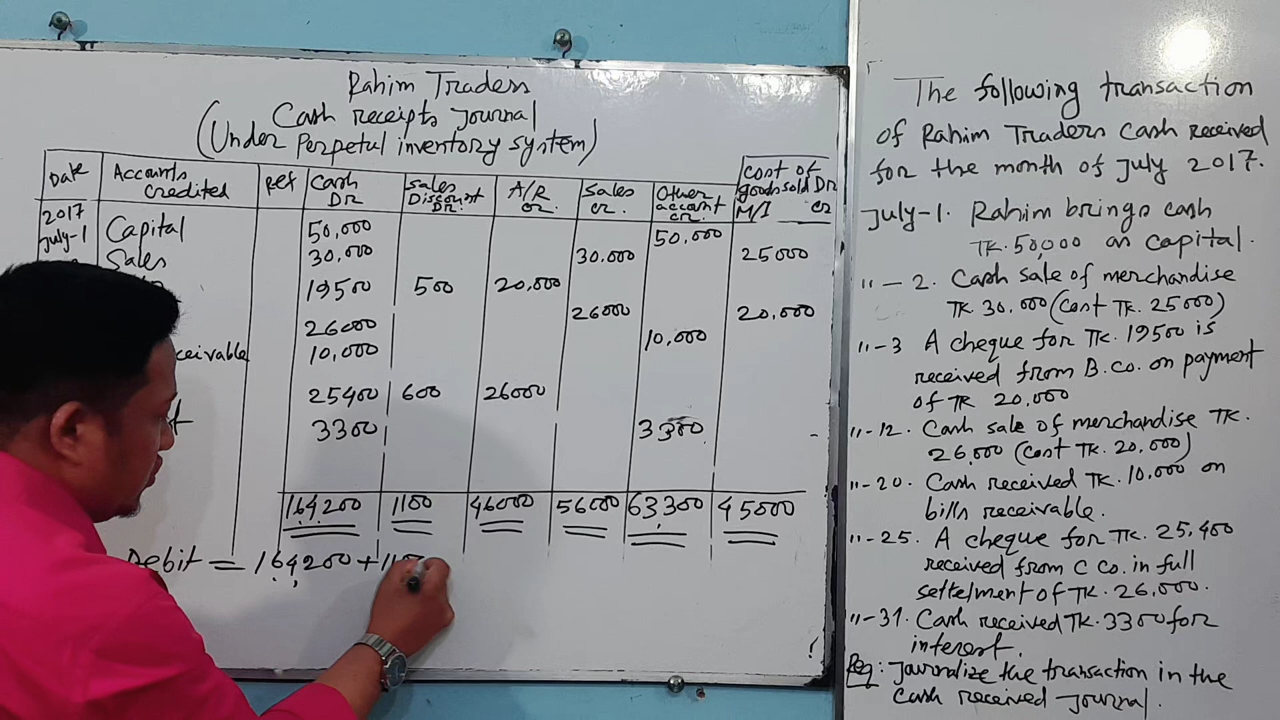 Rahim Traders
Cash receipts Journal
(Under Perpetual inventory system)
Date Accounts credited Ref Cash DR Sales Discount DR. A/R cr. Sales cr. Other account cr. Cost of goods sold DR M/I cr
2017
July-1 Capital 50,000 50,000
Sales 30,000 30,000 25000
19500 500 20,000
26000 26000 20,000
ceivable 10,000 10,000
25400 600 26000
3300 3300
164200 1100 46000 56000 63,300 45000
Debit = 164200 + 110
The following transaction
of Rahim Traders Cash received
for the month of July 2017.
July-1. Rahim brings cash
TK. 50,000 as capital.
"-2. Cash sale of merchandise
TK. 30,000 (Cost TK. 25000)
"-3 A cheque for TK. 19500 is
received from B. Co. on payment
of TK 20,000
"-12. Cash sale of merchandise TK.
26,000 (Cost TK. 20,000)
"-20. Cash received TK. 10,000 on
bills receivable.
"-25. A cheque for TK. 25,400
received from C Co. in full
settelment of TK. 26,000.
"-31. Cash received TK. 3300 for
interest.
Req: Journalize the transaction in the
Cash received Journal.